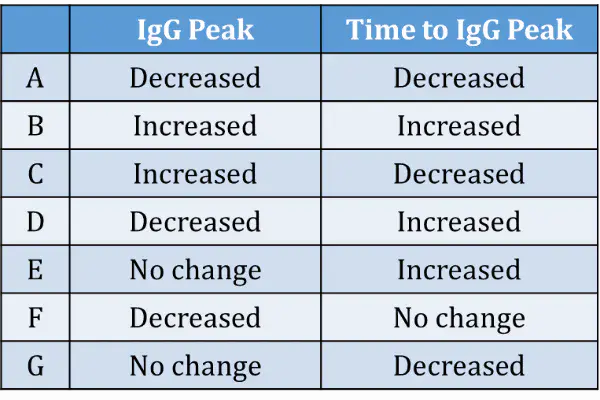 IgG Peak Time to IgG Peak
A Decreased Decreased
B Increased Increased
C Increased Decreased
D Decreased Increased
E No change Increased
F Decreased No change
G No change Decreased